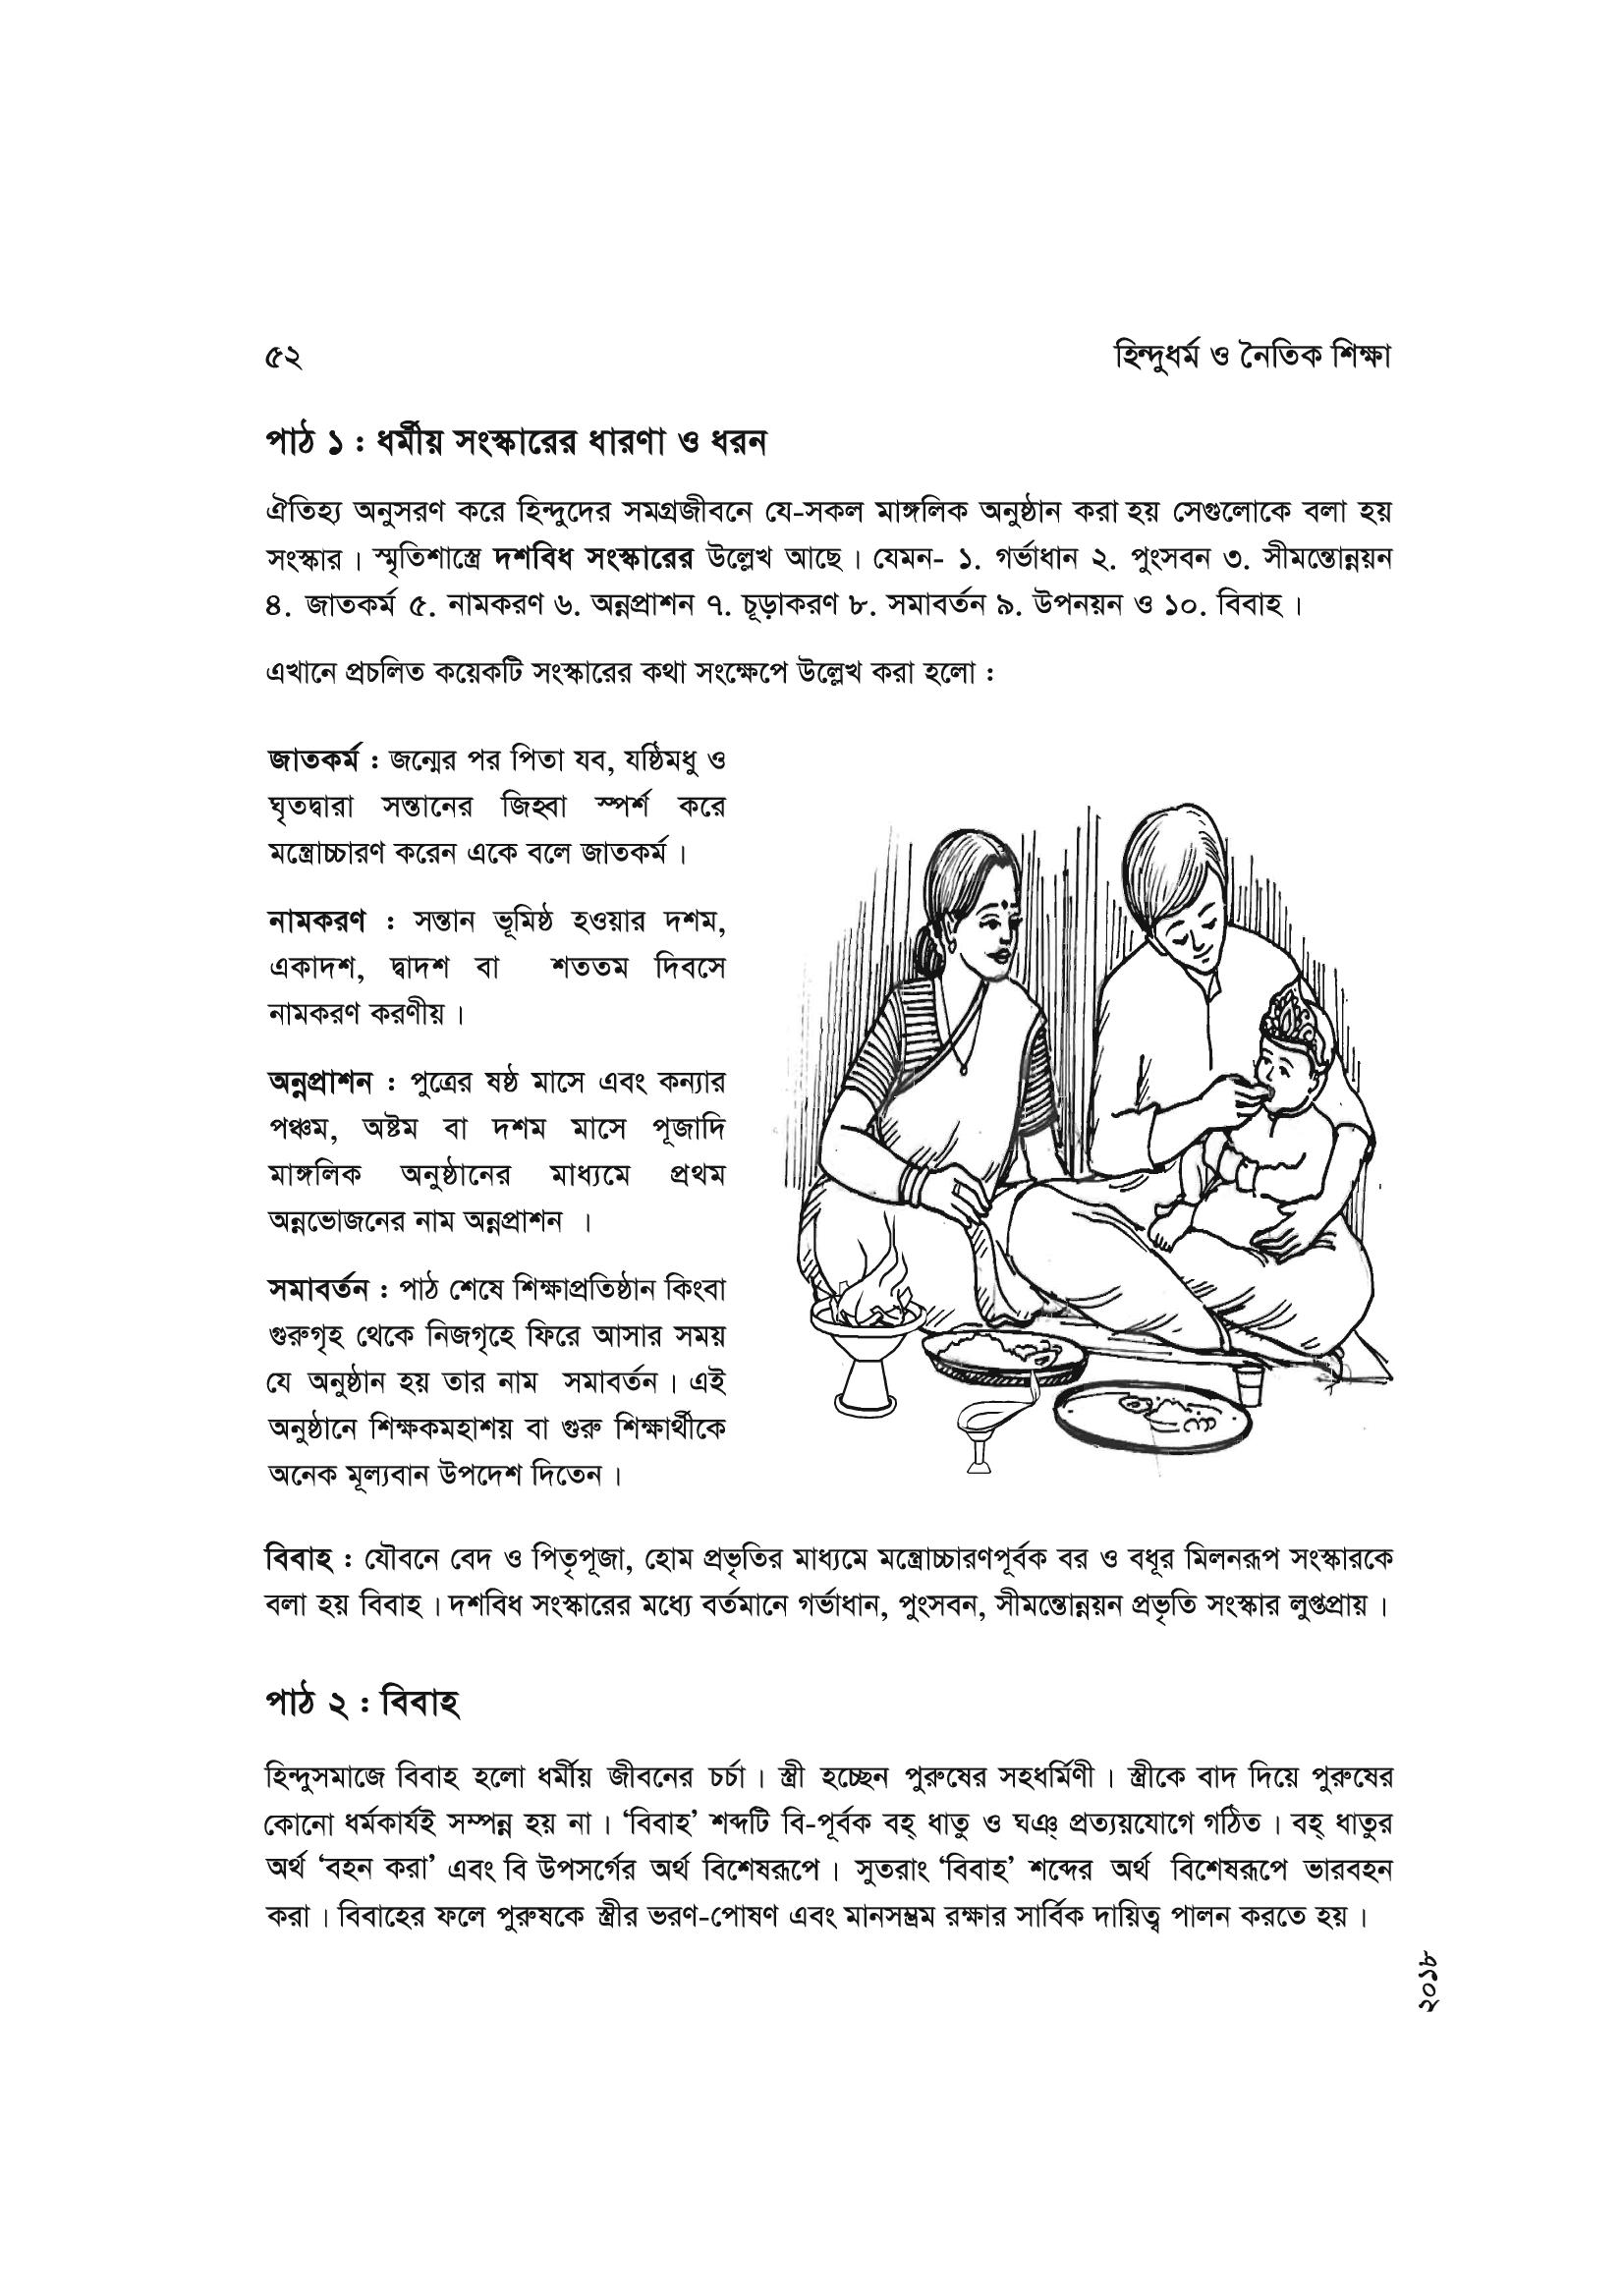 ৫২
হিন্দুধর্ম ও নৈতিক শিক্ষা
পাঠ ১ : ধর্মীয় সংস্কারের ধারণা ও ধরন
ঐতিহ্য অনুসরণ করে হিন্দুদের সমগ্রজীবনে যে-সকল মাঙ্গলিক অনুষ্ঠান করা হয় সেগুলোকে বলা হয়
সংস্কার। স্মৃতিশাস্ত্রে দশবিধ সংস্কারের উল্লেখ আছে। যেমন- ১. গর্ভাধান ২. পুংসবন ৩. সীমন্তোন্নয়ন
৪. জাতকর্ম ৫. নামকরণ ৬. অন্নপ্রাশন ৭. চূড়াকরণ ৮. সমাবর্তন ৯. উপনয়ন ও ১০. বিবাহ।
এখানে প্রচলিত কয়েকটি সংস্কারের কথা সংক্ষেপে উল্লেখ করা হলো :
জাতকর্ম : জন্মের পর পিতা যব, যষ্ঠিমধু ও
ঘৃতদ্বারা সন্তানের জিহ্বা স্পর্শ করে
মন্ত্রোচ্চারণ করেন একে বলে জাতকর্ম।
নামকরণ : সন্তান ভূমিষ্ঠ হওয়ার দশম,
একাদশ, দ্বাদশ বা শততম দিবসে
নামকরণ করণীয়।
অন্নপ্রাশন : পুত্রের ষষ্ঠ মাসে এবং কন্যার
পঞ্চম, অষ্টম বা দশম মাসে পূজাদি
মাঙ্গলিক অনুষ্ঠানের মাধ্যমে প্রথম
অন্নভোজনের নাম অন্নপ্রাশন ।
সমাবর্তন : পাঠ শেষে শিক্ষাপ্রতিষ্ঠান কিংবা
গুরুগৃহ থেকে নিজগৃহে ফিরে আসার সময়
যে অনুষ্ঠান হয় তার নাম সমাবর্তন। এই
অনুষ্ঠানে শিক্ষকমহাশয় বা গুরু শিক্ষার্থীকে
অনেক মূল্যবান উপদেশ দিতেন।
বিবাহ : যৌবনে বেদ ও পিতৃপূজা, হোম প্রভৃতির মাধ্যমে মন্ত্রোচ্চারণপূর্বক বর ও বধূর মিলনরূপ সংস্কারকে
বলা হয় বিবাহ। দশবিধ সংস্কারের মধ্যে বর্তমানে গর্ভাধান, পুংসবন, সীমন্তোন্নয়ন প্রভৃতি সংস্কার লুপ্তপ্রায়।
পাঠ ২ : বিবাহ
হিন্দুসমাজে বিবাহ হলো ধর্মীয় জীবনের চর্চা। স্ত্রী হচ্ছেন পুরুষের সহধর্মিণী। স্ত্রীকে বাদ দিয়ে পুরুষের
কোনো ধর্মকার্যই সম্পন্ন হয় না। ‘বিবাহ’ শব্দটি বি-পূর্বক বহ্ ধাতু ও ঘঞ্ প্রত্যয়যোগে গঠিত। বহ্ ধাতুর
অর্থ ‘বহন করা’ এবং বি উপসর্গের অর্থ বিশেষরূপে। সুতরাং ‘বিবাহ’ শব্দের অর্থ বিশেষরূপে ভারবহন
করা। বিবাহের ফলে পুরুষকে স্ত্রীর ভরণ-পোষণ এবং মানসম্ভ্রম রক্ষার সার্বিক দায়িত্ব পালন করতে হয়।
২০১৮